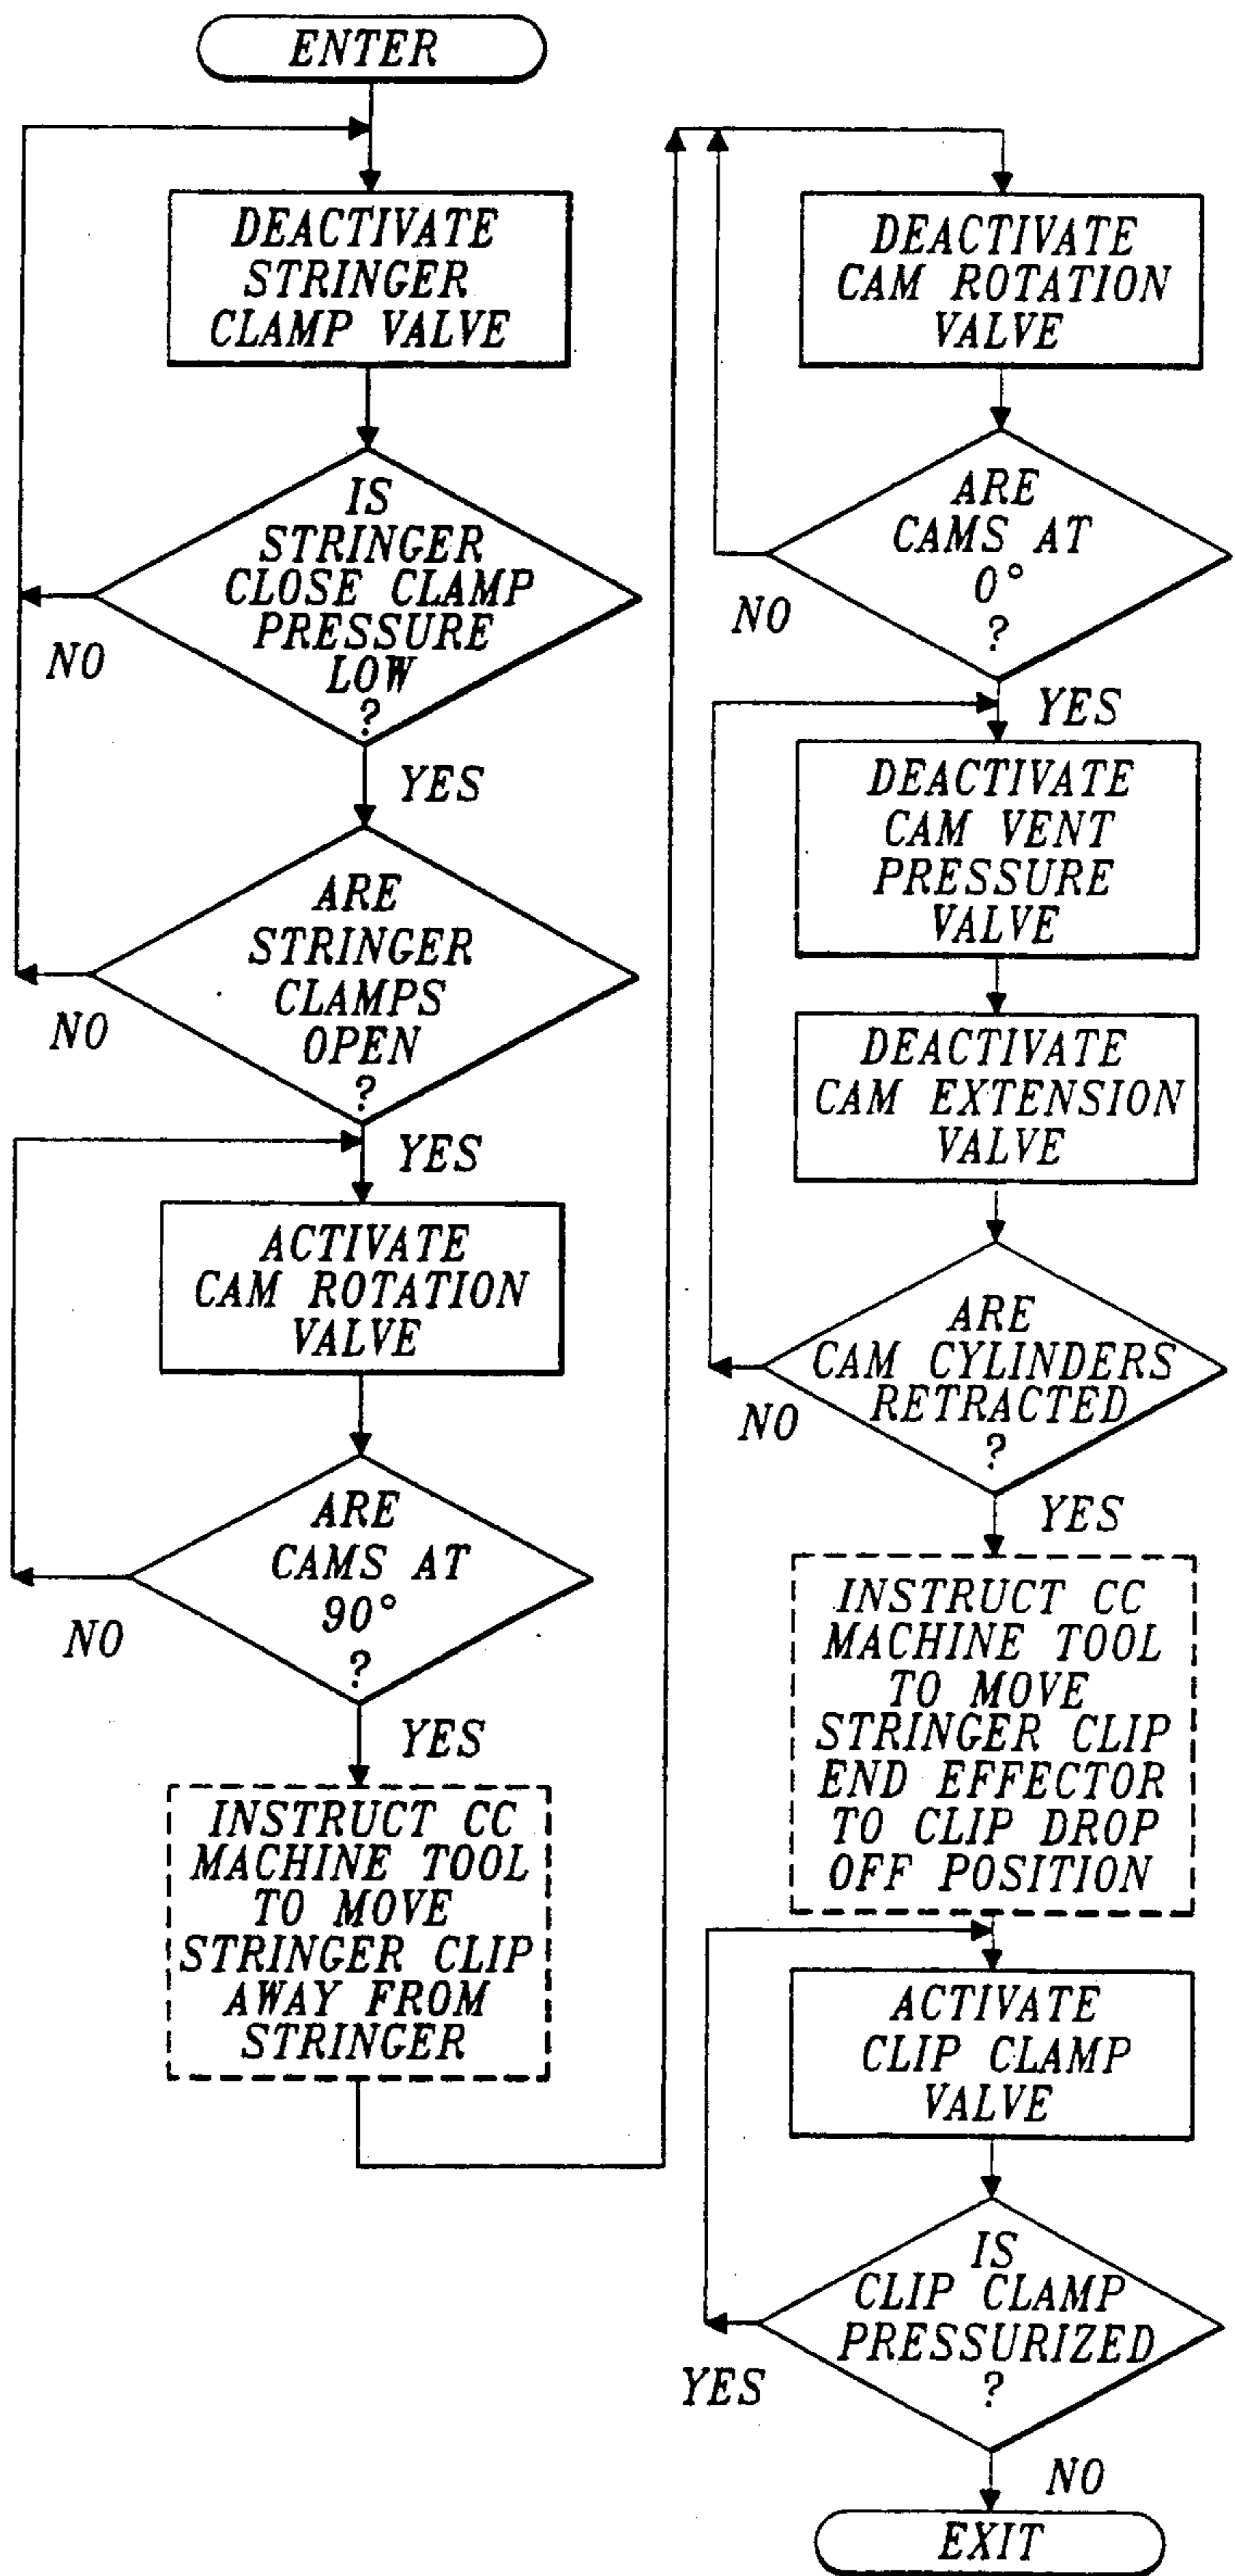 ENTER
DEACTIVATE
STRINGER
CLAMP VALVE
IS
STRINGER
CLOSE CLAMP
PRESSURE
LOW
?
NO
YES
ARE
STRINGER
CLAMPS
OPEN
?
NO
YES
ACTIVATE
CAM ROTATION
VALVE
ARE
CAMS AT
90°
?
NO
YES
INSTRUCT CC
MACHINE TOOL
TO MOVE
STRINGER CLIP
AWAY FROM
STRINGER
DEACTIVATE
CAM ROTATION
VALVE
ARE
CAMS AT
0°
?
NO
YES
DEACTIVATE
CAM VENT
PRESSURE
VALVE
DEACTIVATE
CAM EXTENSION
VALVE
ARE
CAM CYLINDERS
RETRACTED
?
NO
YES
INSTRUCT CC
MACHINE TOOL
TO MOVE
STRINGER CLIP
END EFFECTOR
TO CLIP DROP
OFF POSITION
ACTIVATE
CLIP CLAMP
VALVE
IS
CLIP CLAMP
PRESSURIZED
?
YES
NO
EXIT